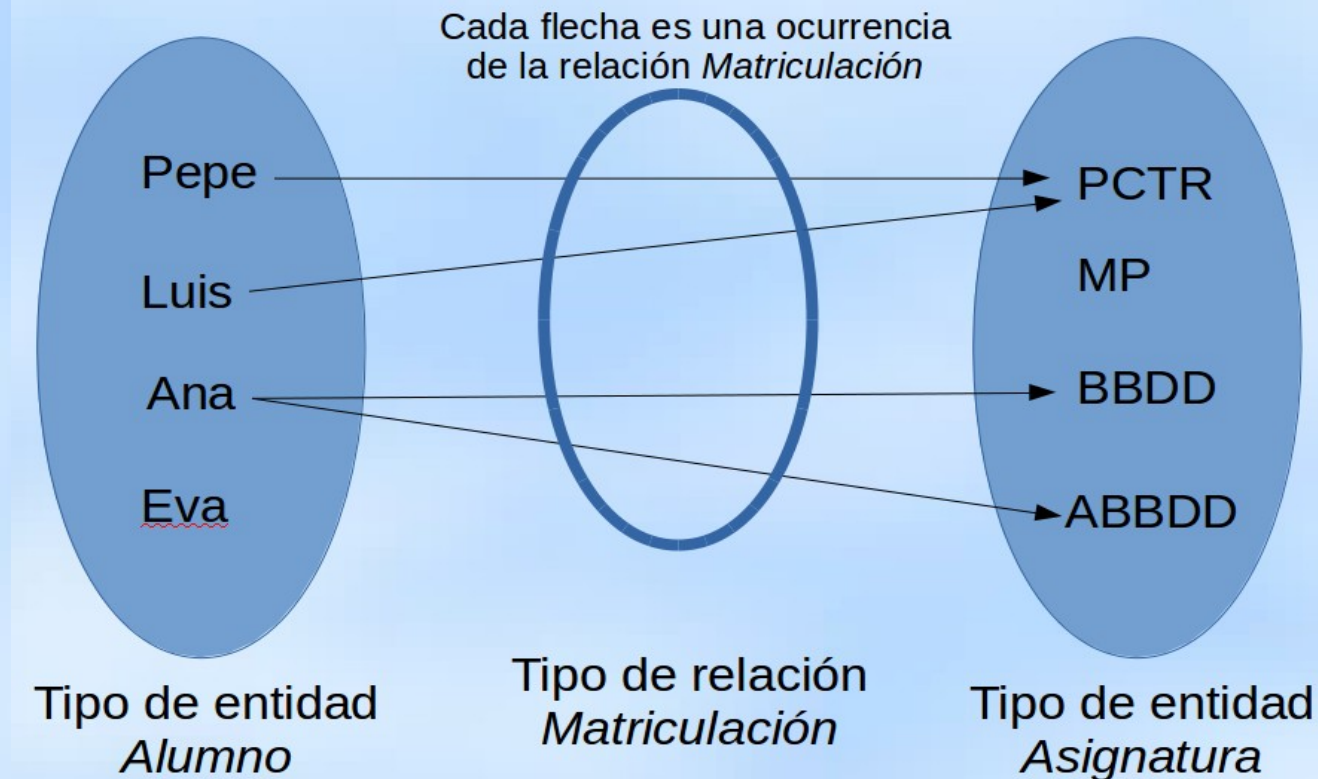 Cada flecha es una ocurrencia
de la relación Matriculación
Pepe
Luis
Ana
Eva
PCTR
MP
BBDD
ABBDD
Tipo de entidad
Alumno
Tipo de relación
Matriculación
Tipo de entidad
Asignatura